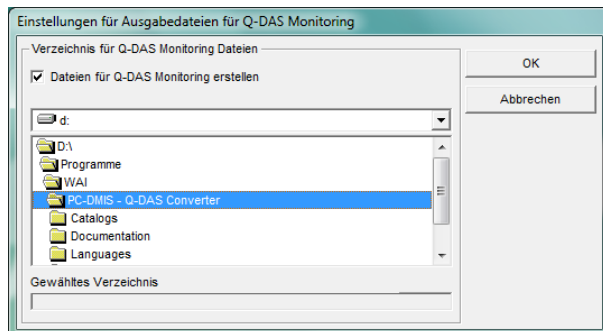 Einstellungen für Ausgabedateien für Q-DAS Monitoring
Verzeichnis für Q-DAS Monitoring Dateien
Dateien für Q-DAS Monitoring erstellen
OK
Abbrechen
d:
D:\
Programme
WAI
PC-DMIS - Q-DAS Converter
Catalogs
Documentation
Languages
Gewähltes Verzeichnis